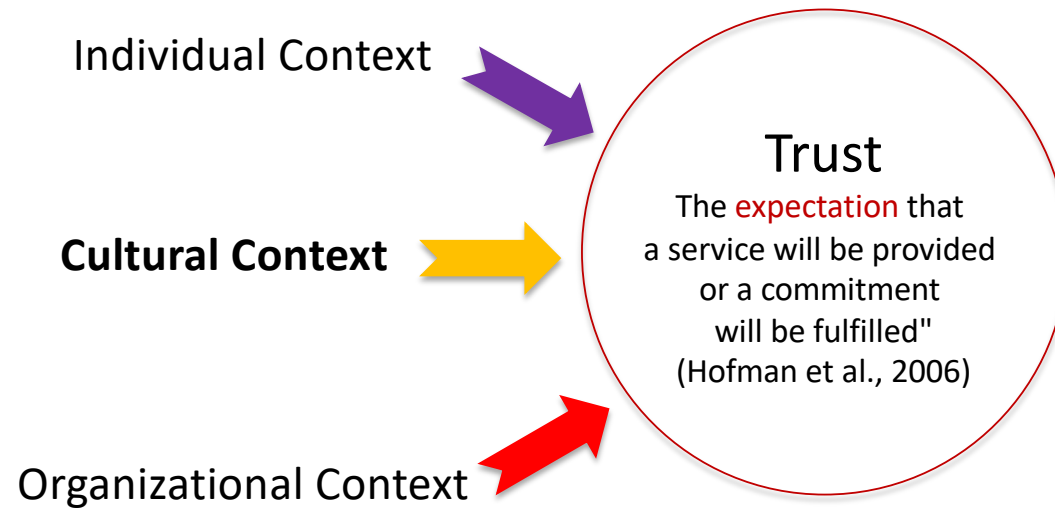 Individual Context
Cultural Context
Organizational Context
Trust
The expectation that
a service will be provided
or a commitment
will be fulfilled"
(Hofman et al., 2006)